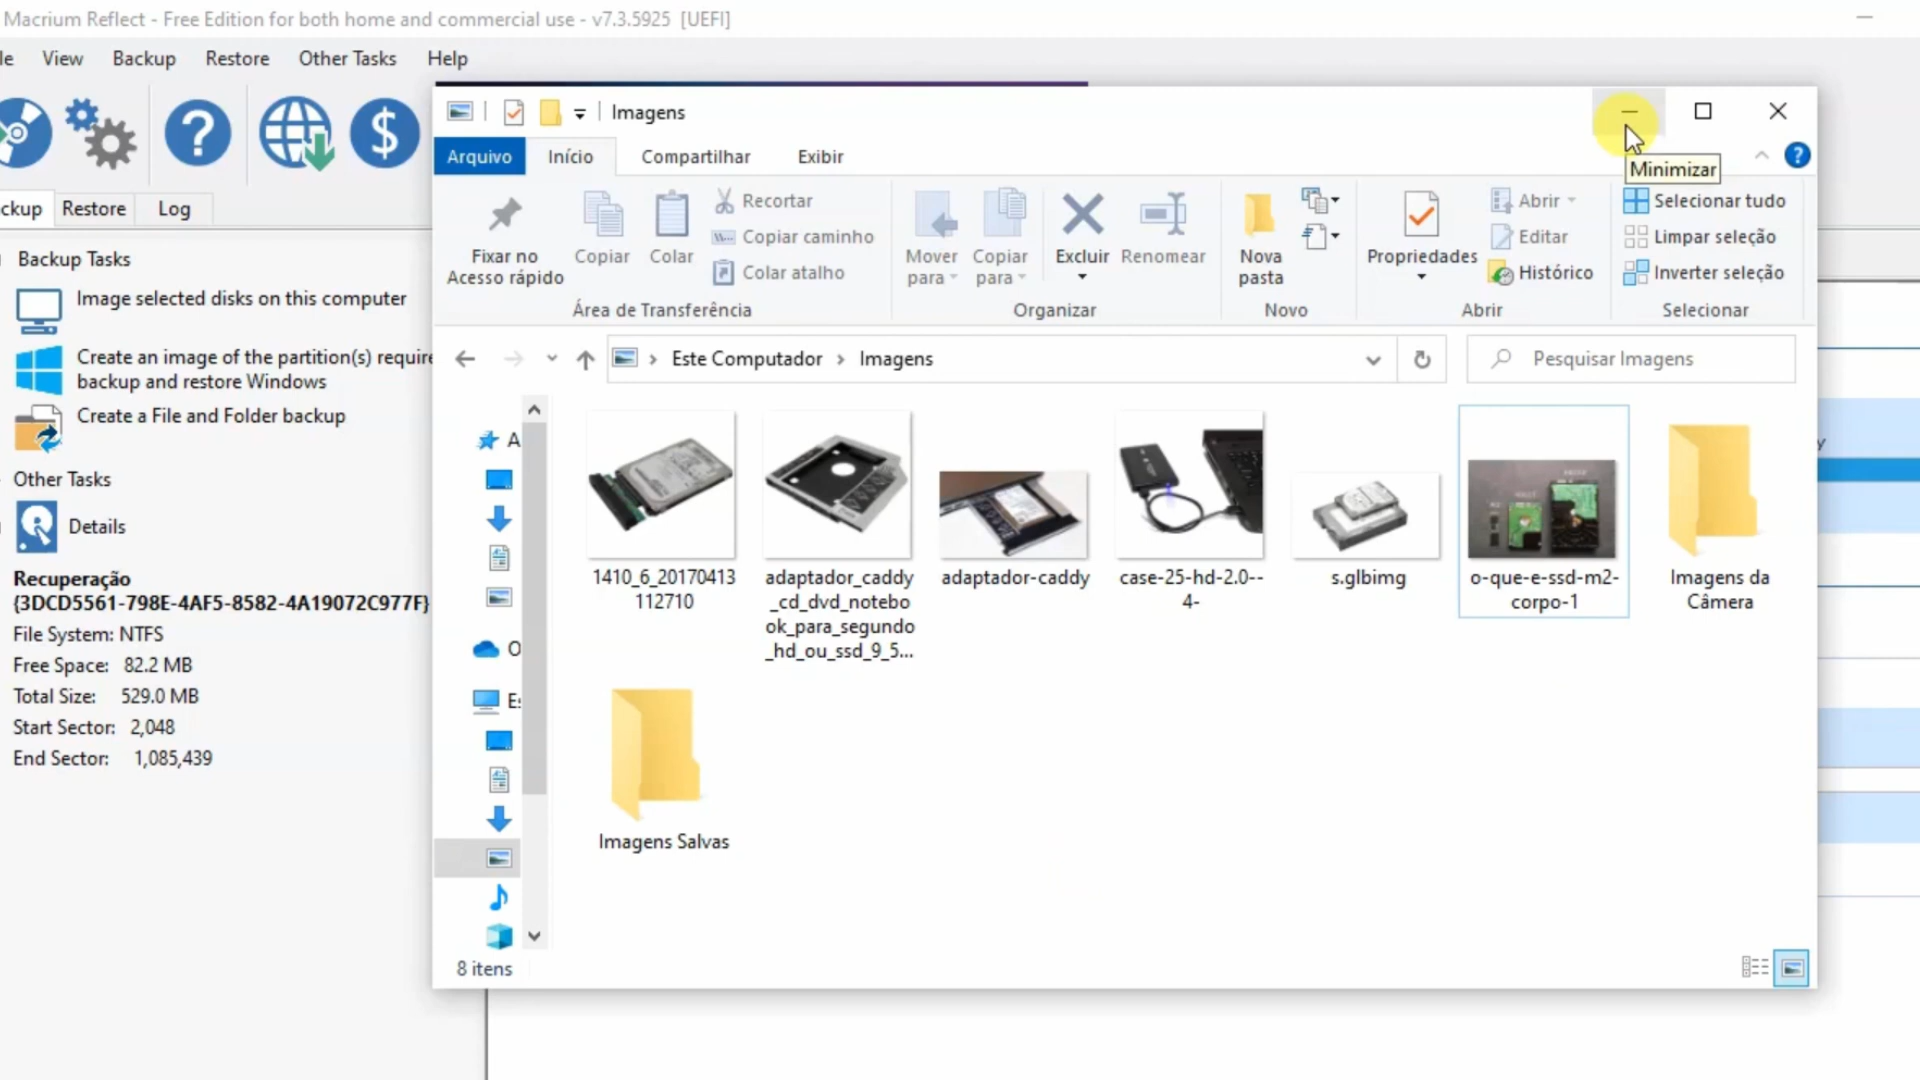 Macrium Reflect - Free Edition for both home and commercial use - v7.3.5925 [UEFI]
le View Backup Restore Other Tasks Help
ckup Restore Log
Backup Tasks
Image selected disks on this computer
Create an image of the partition(s) require
backup and restore Windows
Create a File and Folder backup
Other Tasks
Details
Recuperação
{3DCD5561-798E-4AF5-8582-4A19072C977F}
File System: NTFS
Free Space: 82.2 MB
Total Size: 529.0 MB
Start Sector: 2,048
End Sector: 1,085,439
Imagens
Arquivo Início Compartilhar Exibir
Minimizar
Fixar no
Acesso rápido
Copiar
Colar
Recortar
Copiar caminho
Colar atalho
Área de Transferência
Mover
para
Copiar
para
Excluir
Renomear
Organizar
Nova
pasta
Novo
Propriedades
Abrir
Editar
Histórico
Abrir
Selecionar tudo
Limpar seleção
Inverter seleção
Selecionar
Este Computador > Imagens
Pesquisar Imagens
A
O
Es
1410_6_20170413
112710
adaptador_caddy
_cd_dvd_notebo
ok_para_segundo
_hd_ou_ssd_9_5...
adaptador-caddy
case-25-hd-2.0--
4-
s.glbimg
o-que-e-ssd-m2-
corpo-1
Imagens da
Câmera
Imagens Salvas
8 itens